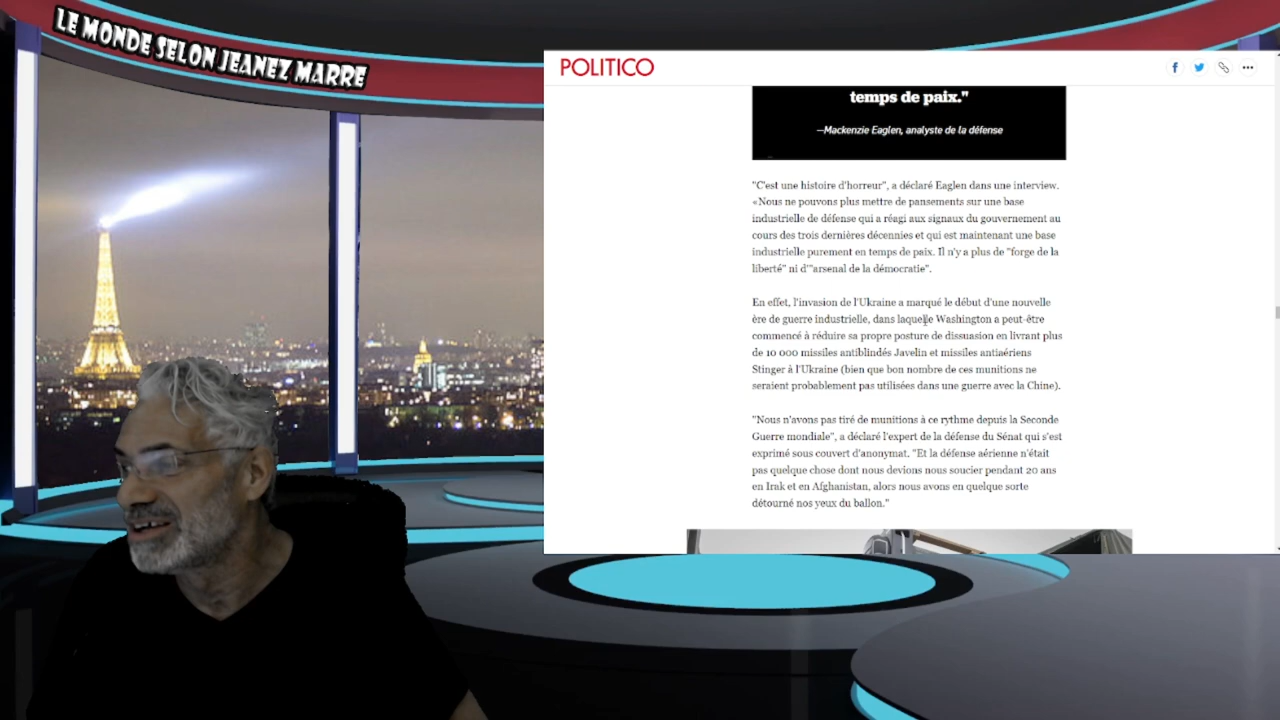 LE MONDE SELON JEANEZ MARRE
POLITICO
temps de paix."
—Mackenzie Eaglen, analyste de la défense
"C'est une histoire d'horreur", a déclaré Eaglen dans une interview.
«Nous ne pouvons plus mettre de pansements sur une base
industrielle de défense qui a réagi aux signaux du gouvernement au
cours des trois dernières décennies et qui est maintenant une base
industrielle purement en temps de paix. Il n'y a plus de "forge de la
liberté" ni d'"arsenal de la démocratie".
En effet, l'invasion de l'Ukraine a marqué le début d'une nouvelle
ère de guerre industrielle, dans laquelle Washington a peut-être
commencé à réduire sa propre posture de dissuasion en livrant plus
de 10 000 missiles antiblindés Javelin et missiles antiaériens
Stinger à l'Ukraine (bien que bon nombre de ces munitions ne
seraient probablement pas utilisées dans une guerre avec la Chine).
"Nous n'avons pas tiré de munitions à ce rythme depuis la Seconde
Guerre mondiale", a déclaré l'expert de la défense du Sénat qui s'est
exprimé sous couvert d'anonymat. "Et la défense aérienne n'était
pas quelque chose dont nous devions nous soucier pendant 20 ans
en Irak et en Afghanistan, alors nous avons en quelque sorte
détourné nos yeux du ballon."